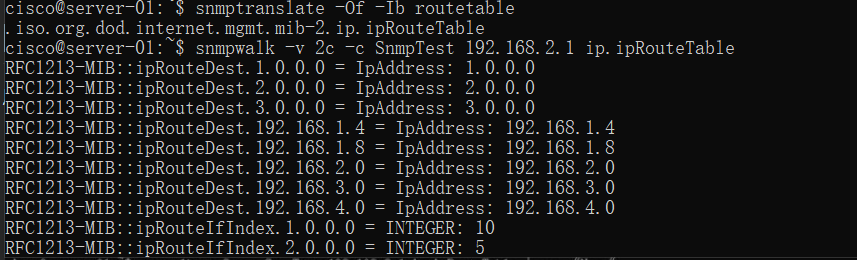 cisco@server-01:~$ snmptranslate -Of -Ib routetable
.iso.org.dod.internet.mgmt.mib-2.ip.ipRouteTable
cisco@server-01:~$ snmpwalk -v 2c -c SnmpTest 192.168.2.1 ip.ipRouteTable
RFC1213-MIB::ipRouteDest.1.0.0.0 = IpAddress: 1.0.0.0
RFC1213-MIB::ipRouteDest.2.0.0.0 = IpAddress: 2.0.0.0
RFC1213-MIB::ipRouteDest.3.0.0.0 = IpAddress: 3.0.0.0
RFC1213-MIB::ipRouteDest.192.168.1.4 = IpAddress: 192.168.1.4
RFC1213-MIB::ipRouteDest.192.168.1.8 = IpAddress: 192.168.1.8
RFC1213-MIB::ipRouteDest.192.168.2.0 = IpAddress: 192.168.2.0
RFC1213-MIB::ipRouteDest.192.168.3.0 = IpAddress: 192.168.3.0
RFC1213-MIB::ipRouteDest.192.168.4.0 = IpAddress: 192.168.4.0
RFC1213-MIB::ipRouteIfIndex.1.0.0.0 = INTEGER: 10
RFC1213-MIB::ipRouteIfIndex.2.0.0.0 = INTEGER: 5